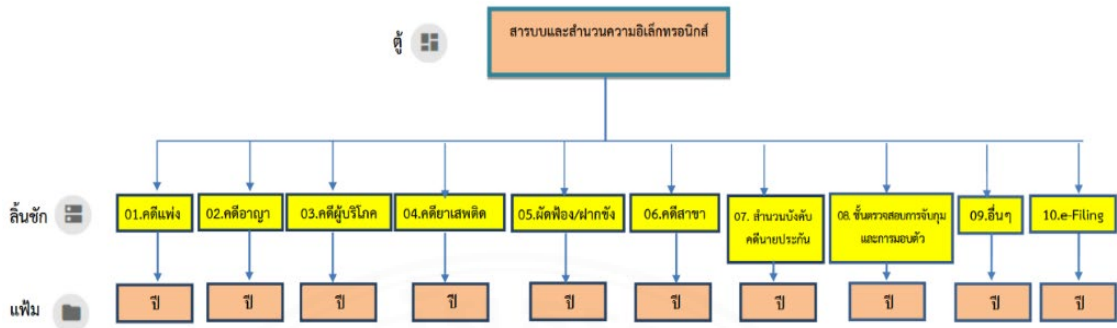 สารบบและสำนวนความอิเล็กทรอนิกส์
ตู้
ลิ้นชัก
01.คดีแพ่ง
02.คดีอาญา
03.คดีผู้บริโภค
04.คดียาเสพติด
05.ผัดฟ้อง/ฝากขัง
06.คดีสาขา
07. สำนวนบังคับ
คดีนายประกัน
08. ชั้นตรวจสอบการจับกุม
และการมอบตัว
09.อื่นๆ
10.e-Filing
แฟ้ม
ปี
ปี
ปี
ปี
ปี
ปี
ปี
ปี
ปี
ปี